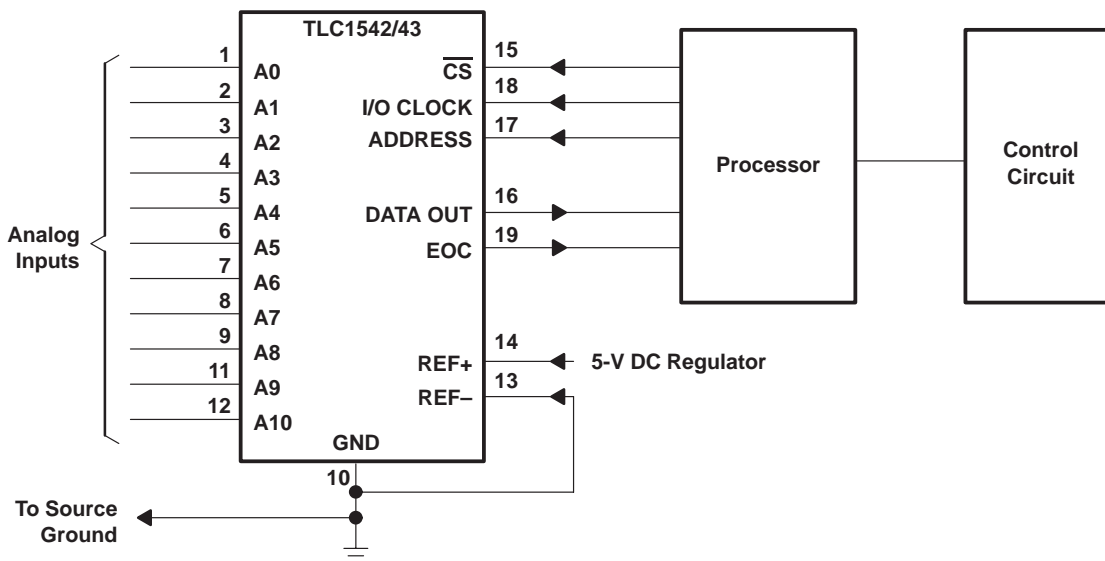 TLC1542/43
1
A0
2
A1
3
A2
4
A3
5
A4
6
A5
7
A6
8
A7
9
A8
11
A9
12
A10
Analog
Inputs
15
CS
18
I/O CLOCK
17
ADDRESS
16
DATA OUT
19
EOC
14
REF+
5-V DC Regulator
13
REF–
GND
10
To Source
Ground
Processor
Control
Circuit